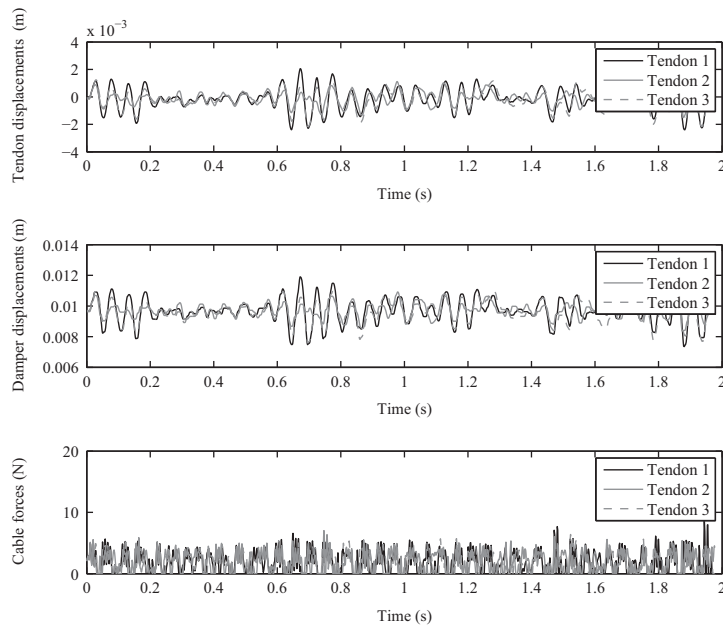 x 10⁻³
Tendon displacements (m)
4
2
0
−2
−4
Tendon 1
Tendon 2
Tendon 3
0 0.2 0.4 0.6 0.8 1 1.2 1.4 1.6 1.8 2
Time (s)
Damper displacements (m)
0.014
0.012
0.01
0.008
0.006
Tendon 1
Tendon 2
Tendon 3
0 0.2 0.4 0.6 0.8 1 1.2 1.4 1.6 1.8 2
Time (s)
Cable forces (N)
20
10
0
Tendon 1
Tendon 2
Tendon 3
0 0.2 0.4 0.6 0.8 1 1.2 1.4 1.6 1.8 2
Time (s)